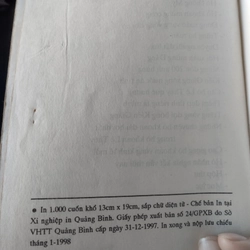 ● In 1.000 cuốn khổ 13cm x 19cm, sắp chữ điện tử - Chế bản In tại
Xí nghiệp in Quảng Bình. Giấy phép xuất bản số 24/GPXB do Sở
VHTT Quảng Bình cấp ngày 31-12-1997. In xong và nộp lưu chiểu
tháng 1-1998